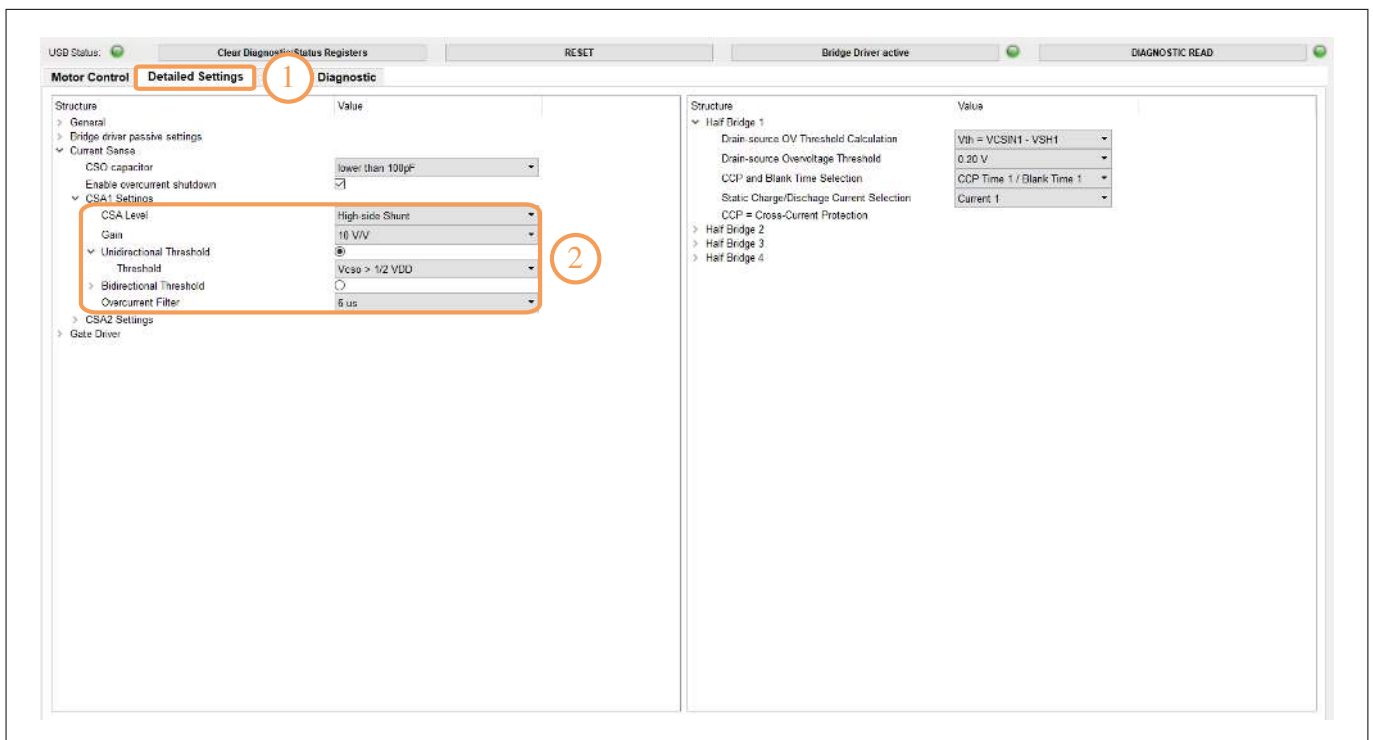 USB Status: Clear Diagnostic/Status Registers RESET Bridge Driver active DIAGNOSTIC READ
Motor Control Detailed Settings 1 Diagnostic
Structure Value
General
Bridge driver passive settings
Current Sense
CSO capacitor lower than 100pF
Enable overcurrent shutdown
CSA1 Settings
CSA Level High-side Shunt
Gain 10 V/V
Unidirectional Threshold
Threshold Vcso > 1/2 VDD
2
Bidirectional Threshold
Overcurrent Filter 6 us
CSA2 Settings
Gate Driver
Structure Value
Half Bridge 1
Drain-source OV Threshold Calculation Vth = VCSIN1 - VSH1
Drain-source Overvoltage Threshold 0.20 V
CCP and Blank Time Selection CCP Time 1 / Blank Time 1
Static Charge/Dischage Current Selection Current 1
CCP = Cross-Current Protection
Half Bridge 2
Half Bridge 3
Half Bridge 4